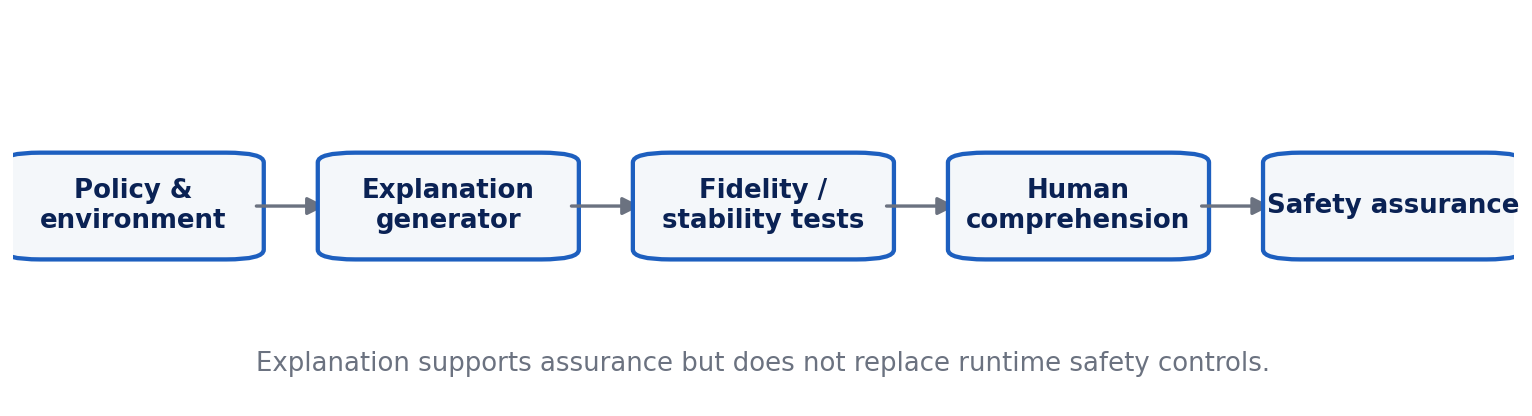 Policy &
environment
Explanation
generator
Fidelity /
stability tests
Human
comprehension
Safety assurance
Explanation supports assurance but does not replace runtime safety controls.